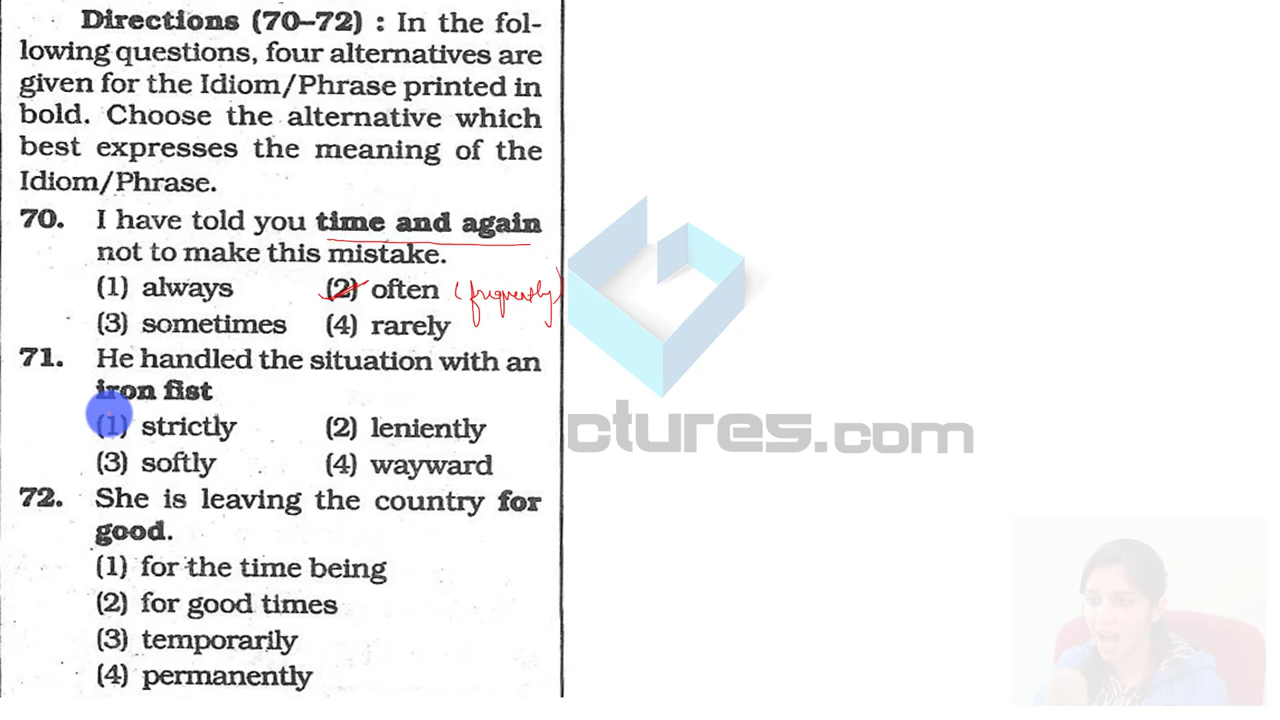 Directions (70–72) : In the fol-
lowing questions, four alternatives are
given for the Idiom/Phrase printed in
bold. Choose the alternative which
best expresses the meaning of the
Idiom/Phrase.
70. I have told you time and again
not to make this mistake.
(1) always (2) often (frequently)
(3) sometimes (4) rarely
71. He handled the situation with an
iron fist
(1) strictly (2) leniently
(3) softly (4) wayward
72. She is leaving the country for
good.
(1) for the time being
(2) for good times
(3) temporarily
(4) permanently
ctures.com